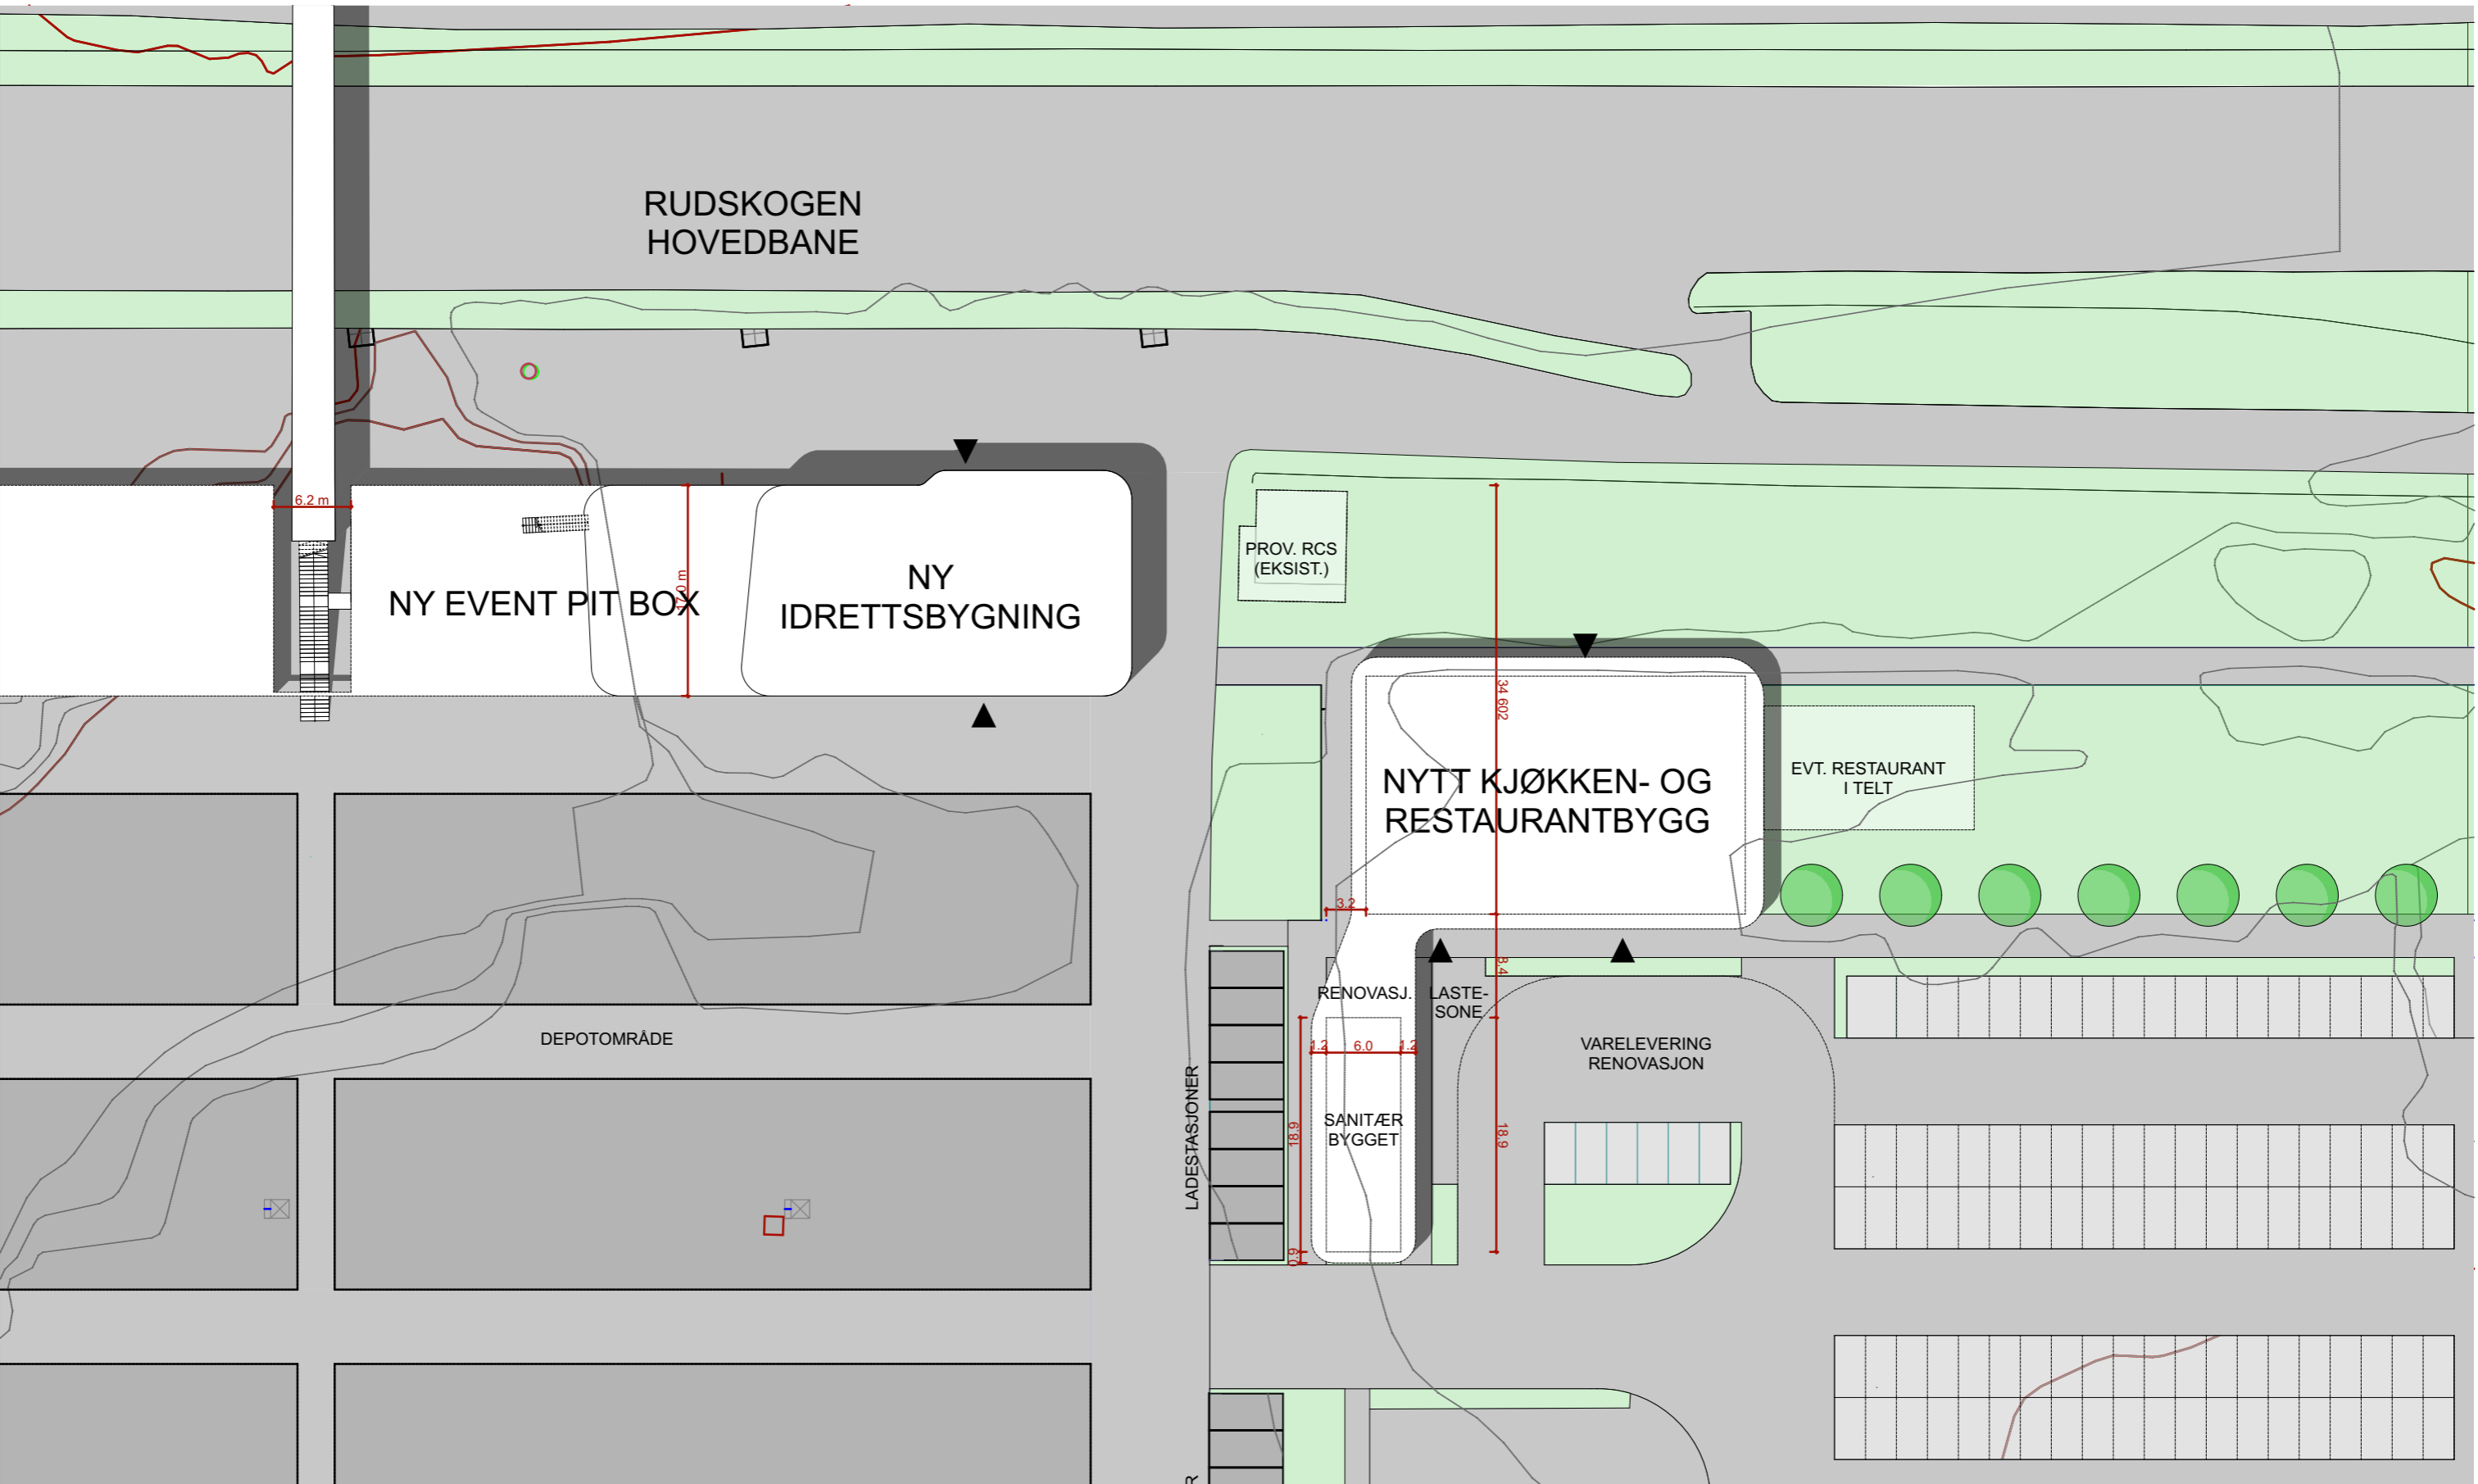 RUDSKOGEN
HOVEDBANE
6.2 m
NY EVENT PIT BOX
17.0 m
NY
IDRETTSBYGNING
PROV. RCS
(EKSIST.)
34 602
NYTT KJØKKEN- OG
RESTAURANTBYGG
EVT. RESTAURANT
I TELT
3.2
8.4
RENOVASJ.
LASTE-
SONE
DEPOTOMRÅDE
1.2
6.0
1.2
VARELEVERING
RENOVASJON
LADESTASJONER
18.9
SANITÆR
BYGGET
18.9
0.9